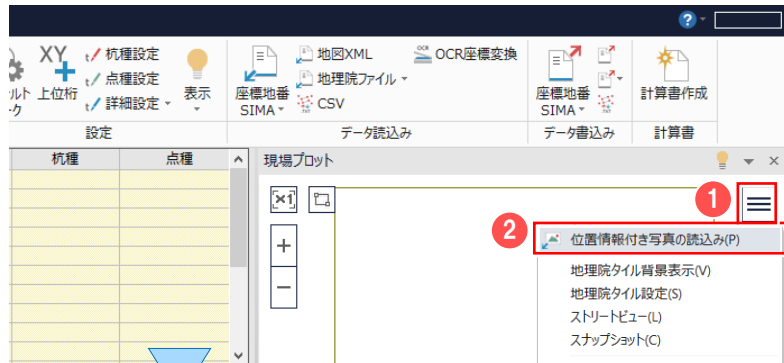 ?
XY
杭種設定
点種設定
詳細設定
上位桁
表示
設定
座標地番
SIMA
地図XML
地理院ファイル
CSV
OCR
OCR座標変換
データ読込み
座標地番
SIMA
データ書込み
計算書作成
計算書
杭種
点種
現場プロット
×1
1
2
位置情報付き写真の読込み(P)
地理院タイル背景表示(V)
地理院タイル設定(S)
ストリートビュー(L)
スナップショット(C)